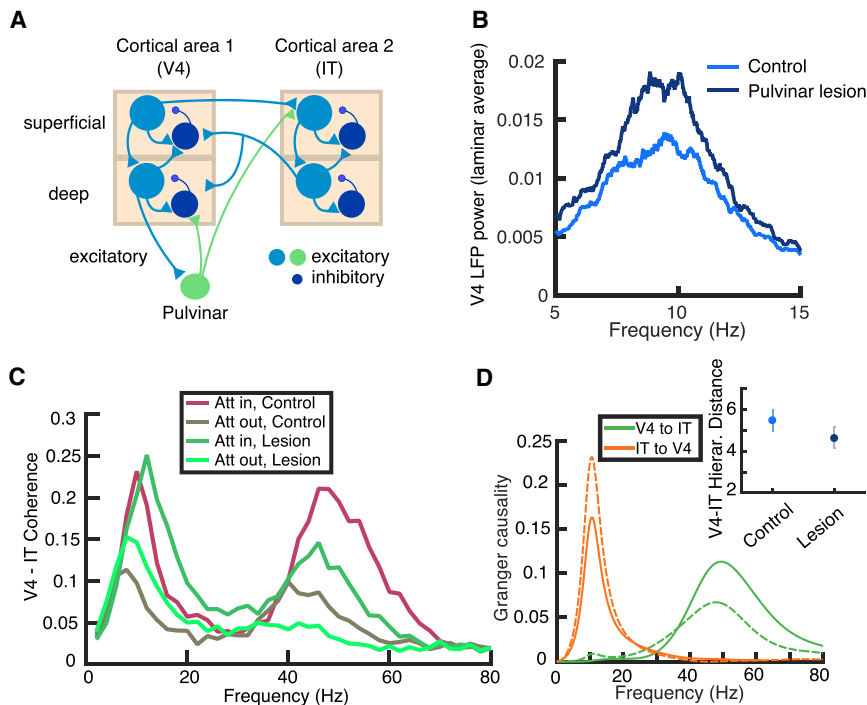 A
Cortical area 1
(V4)
Cortical area 2
(IT)
superficial
deep
excitatory
excitatory
inhibitory
Pulvinar
B
V4 LFP power (laminar average)
0.02
0.015
0.01
0.005
0
5
10
15
Frequency (Hz)
Control
Pulvinar lesion
C
V4 - IT Coherence
0.3
0.25
0.2
0.15
0.1
0.05
0
0
20
40
60
80
Frequency (Hz)
Att in, Control
Att out, Control
Att in, Lesion
Att out, Lesion
D
Granger causality
0.25
0.2
0.15
0.1
0.05
0
0
20
40
60
80
Frequency (Hz)
V4 to IT
IT to V4
V4-IT Hierar. Distance
6
4
2
Control
Lesion